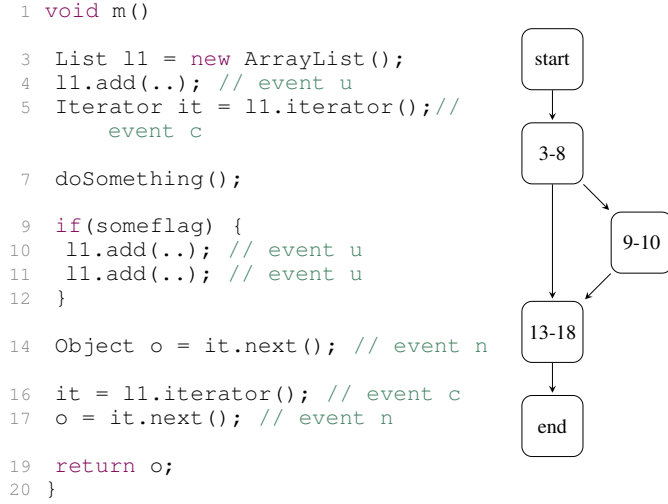 1 void m()
3 List l1 = new ArrayList();
4 l1.add(..); // event u
5 Iterator it = l1.iterator();//
event c
7 doSomething();
9 if(someflag) {
10 l1.add(..); // event u
11 l1.add(..); // event u
12 }
14 Object o = it.next(); // event n
16 it = l1.iterator(); // event c
17 o = it.next(); // event n
19 return o;
20 }
start
3-8
9-10
13-18
end